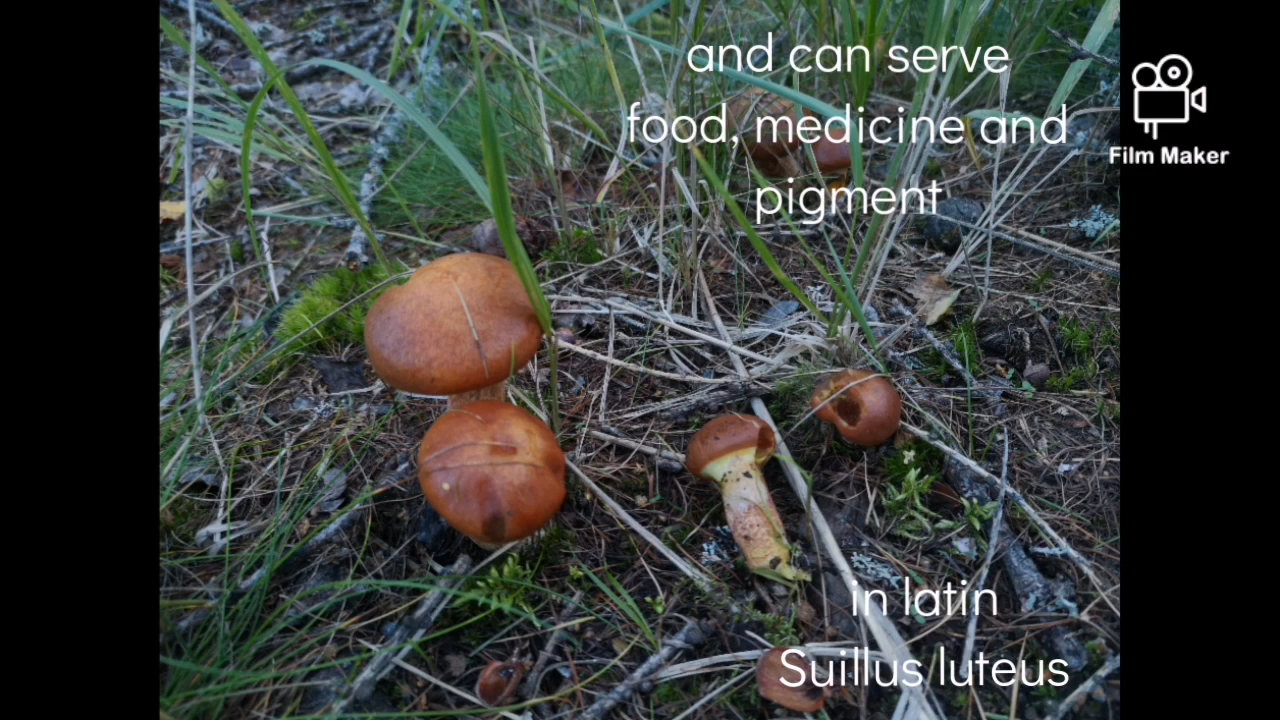 and can serve
food, medicine and
pigment
Film Maker
in latin
Suillus luteus